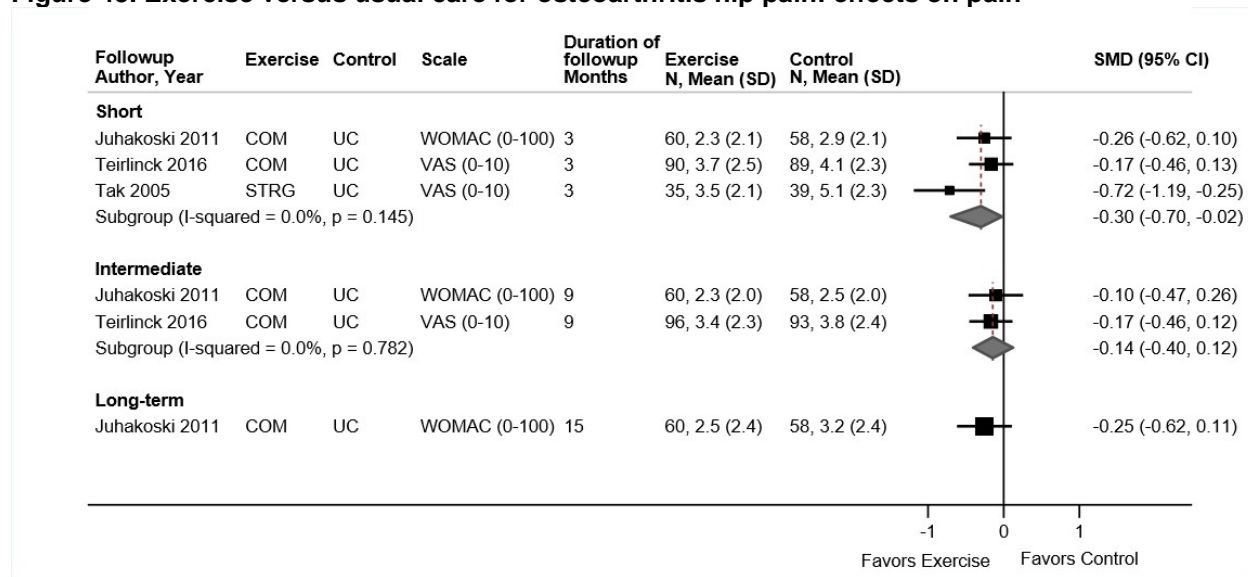 Figure Exercise versus usual care for osteoarthritis hip pain: effects on pain
Followup Author, Year Exercise Control Scale Duration of followup Months Exercise N, Mean (SD) Control N, Mean (SD) SMD (95% CI)
Short
Juhakoski 2011 COM UC WOMAC (0-100) 3 60, 2.3 (2.1) 58, 2.9 (2.1) -0.26 (-0.62, 0.10)
Teirlinck 2016 COM UC VAS (0-10) 3 90, 3.7 (2.5) 89, 4.1 (2.3) -0.17 (-0.46, 0.13)
Tak 2005 STRG UC VAS (0-10) 3 35, 3.5 (2.1) 39, 5.1 (2.3) -0.72 (-1.19, -0.25)
Subgroup (I-squared = 0.0%, p = 0.145) -0.30 (-0.70, -0.02)
Intermediate
Juhakoski 2011 COM UC WOMAC (0-100) 9 60, 2.3 (2.0) 58, 2.5 (2.0) -0.10 (-0.47, 0.26)
Teirlinck 2016 COM UC VAS (0-10) 9 96, 3.4 (2.3) 93, 3.8 (2.4) -0.17 (-0.46, 0.12)
Subgroup (I-squared = 0.0%, p = 0.782) -0.14 (-0.40, 0.12)
Long-term
Juhakoski 2011 COM UC WOMAC (0-100) 15 60, 2.5 (2.4) 58, 3.2 (2.4) -0.25 (-0.62, 0.11)
-1 0 1
Favors Exercise Favors Control